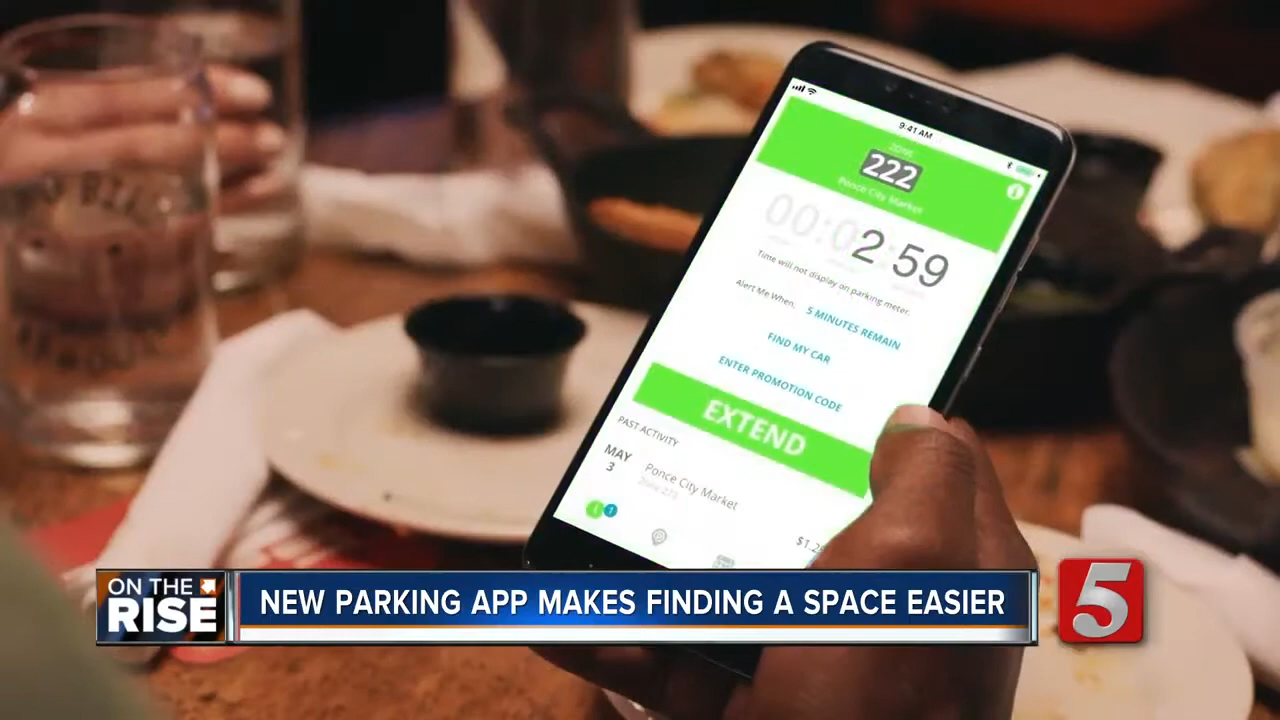 9:41 AM
ZONE
222
Ponce City Market
00:02:59
Time will not display on parking meter.
Alert Me When: 5 MINUTES REMAIN
FIND MY CAR
ENTER PROMOTION CODE
EXTEND
PAST ACTIVITY
MAY
3
Ponce City Market
ON THE
RISE
NEW PARKING APP MAKES FINDING A SPACE EASIER
5